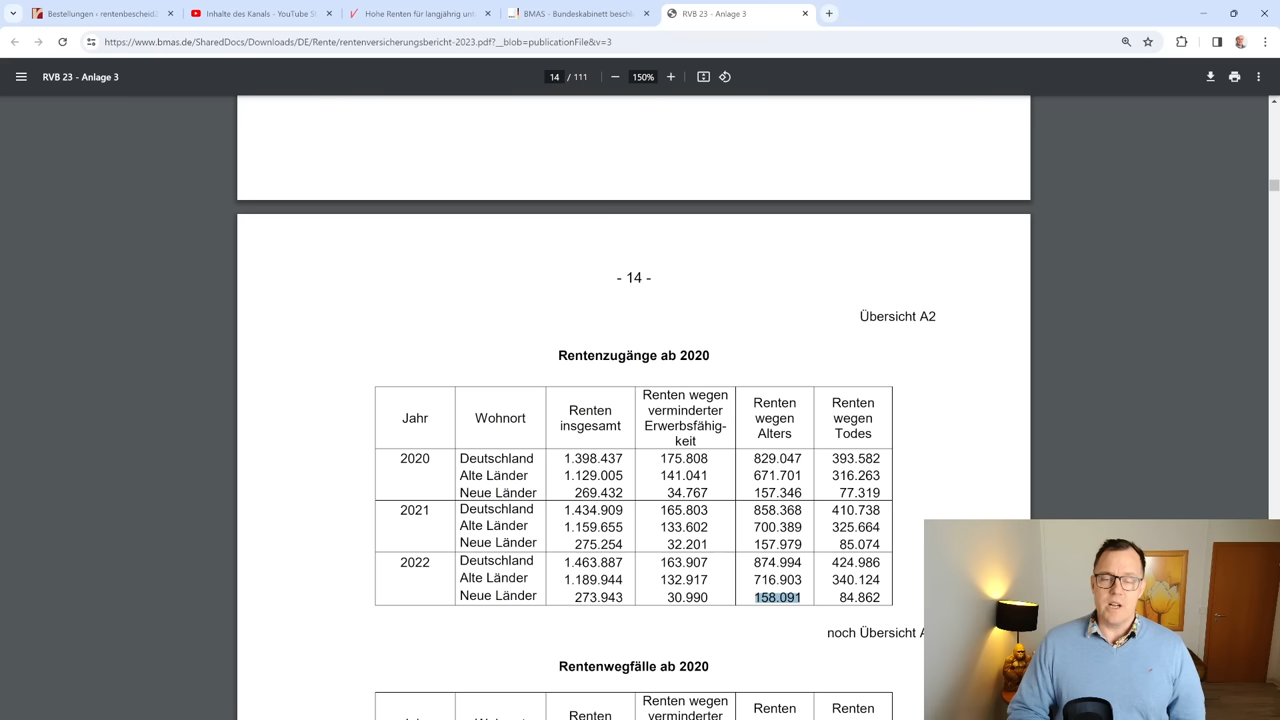 Bestellungen ‹ rentenbescheid2
Inhalte des Kanals - YouTube St
Hohe Renten für langjährig unt
BMAS - Bundeskabinett beschli
RVB 23 - Anlage 3
https://www.bmas.de/SharedDocs/Downloads/DE/Rente/rentenversicherungsbericht-2023.pdf?__blob=publicationFile&v=3
RVB 23 - Anlage 3
14 / 111
150%
- 14 -
Übersicht A2
Rentenzugänge ab 2020
Jahr Wohnort Renten insgesamt Renten wegen verminderter Erwerbsfähig-keit Renten wegen Alters Renten wegen Todes
2020 Deutschland 1.398.437 175.808 829.047 393.582
Alte Länder 1.129.005 141.041 671.701 316.263
Neue Länder 269.432 34.767 157.346 77.319
2021 Deutschland 1.434.909 165.803 858.368 410.738
Alte Länder 1.159.655 133.602 700.389 325.664
Neue Länder 275.254 32.201 157.979 85.074
2022 Deutschland 1.463.887 163.907 874.994 424.986
Alte Länder 1.189.944 132.917 716.903 340.124
Neue Länder 273.943 30.990 158.091 84.862
noch Übersicht A
Rentenwegfälle ab 2020
Renten wegen
Renten verminderter Renten Renten